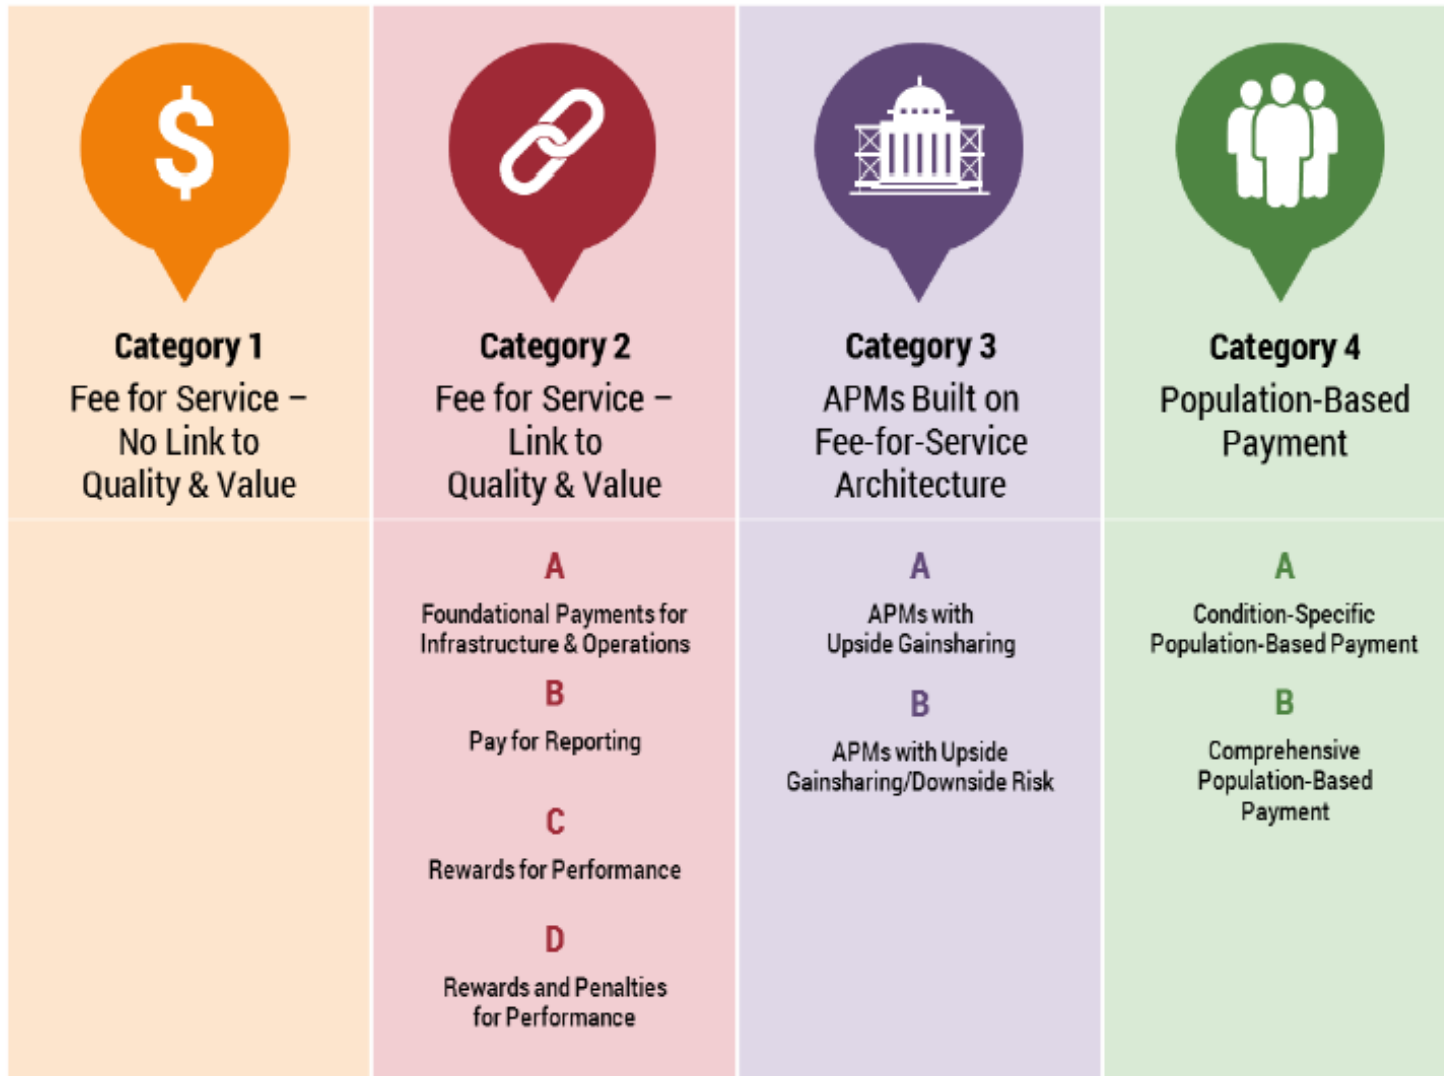 $
Category 1
Fee for Service –
No Link to
Quality & Value
Category 2
Fee for Service –
Link to
Quality & Value
A
Foundational Payments for
Infrastructure & Operations
B
Pay for Reporting
C
Rewards for Performance
D
Rewards and Penalties
for Performance
Category 3
APMs Built on
Fee-for-Service
Architecture
A
APMs with
Upside Gainsharing
B
APMs with Upside
Gainsharing/Downside Risk
Category 4
Population-Based
Payment
A
Condition-Specific
Population-Based Payment
B
Comprehensive
Population-Based
Payment